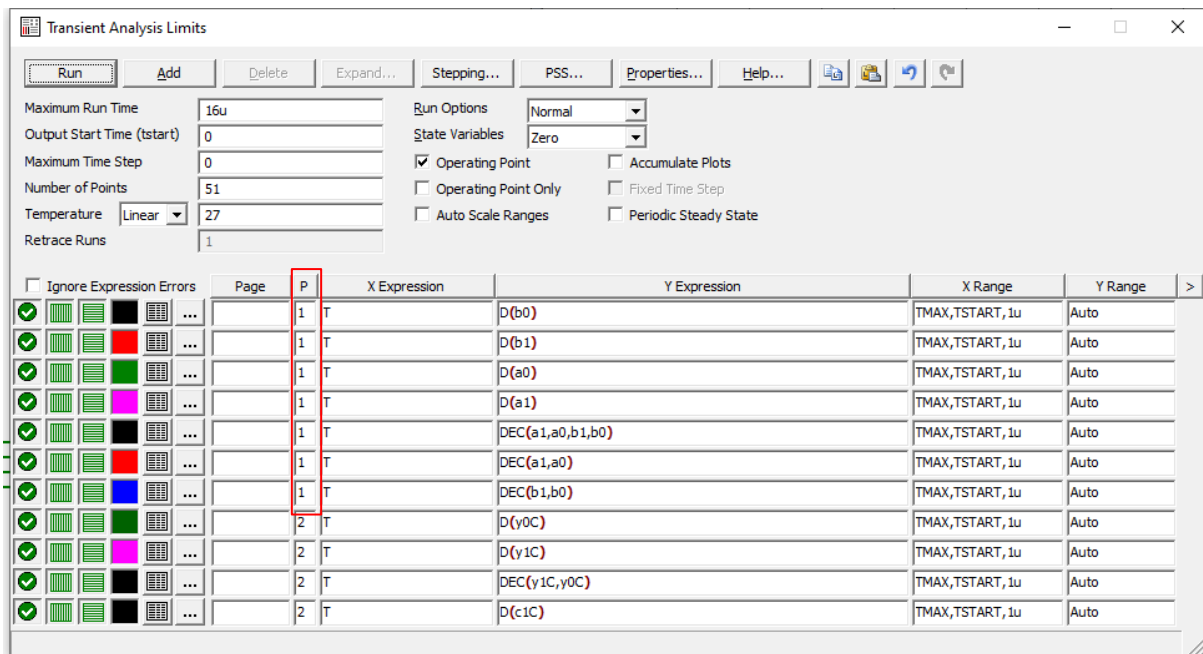 Transient Analysis Limits
Run Add Delete Expand... Stepping... PSS... Properties... Help...
Maximum Run Time 16u Run Options Normal
Output Start Time (tstart) 0 State Variables Zero
Maximum Time Step 0 Operating Point Accumulate Plots
Number of Points 51 Operating Point Only Fixed Time Step
Temperature Linear 27 Auto Scale Ranges Periodic Steady State
Retrace Runs 1
Ignore Expression Errors Page P X Expression Y Expression X Range Y Range >
... 1 T D(b0) TMAX,TSTART,1u Auto
... 1 T D(b1) TMAX,TSTART,1u Auto
... 1 T D(a0) TMAX,TSTART,1u Auto
... 1 T D(a1) TMAX,TSTART,1u Auto
... 1 T DEC(a1,a0,b1,b0) TMAX,TSTART,1u Auto
... 1 T DEC(a1,a0) TMAX,TSTART,1u Auto
... 1 T DEC(b1,b0) TMAX,TSTART,1u Auto
... 2 T D(y0C) TMAX,TSTART,1u Auto
... 2 T D(y1C) TMAX,TSTART,1u Auto
... 2 T DEC(y1C,y0C) TMAX,TSTART,1u Auto
... 2 T D(c1C) TMAX,TSTART,1u Auto